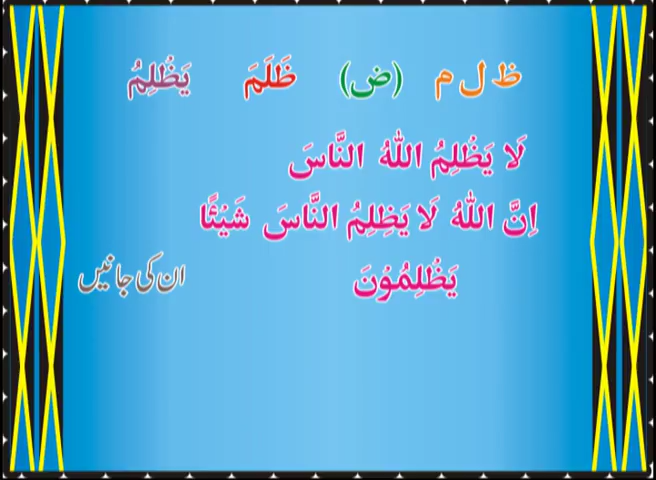 ظ ل م (ض) ظَلَمَ يَظْلِمُ
لَا يَظْلِمُ اللّٰهُ النَّاسَ
اِنَّ اللّٰهُ لَا يَظِلِمُ النَّاسَ شَيْئًا
يَظْلِمُوْنَ ان کی جانیں